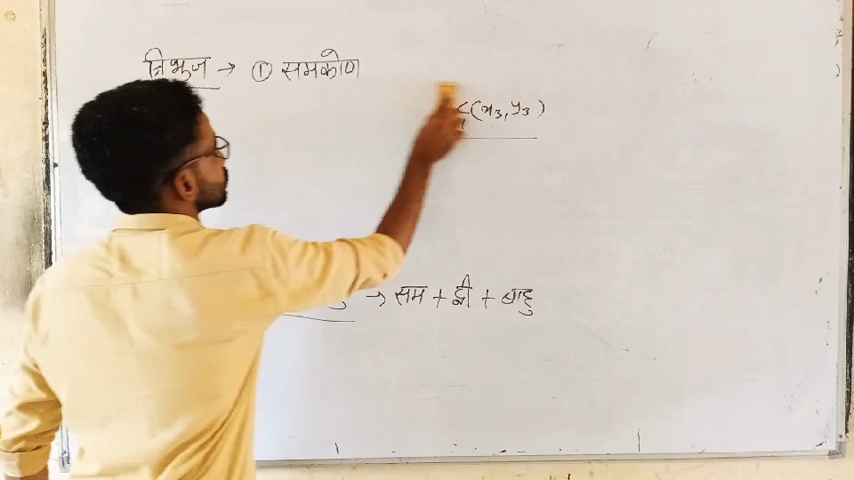 त्रिभुज → ① समकोण
C(x₃, y₃)
→ सम + द्वी + बाहु